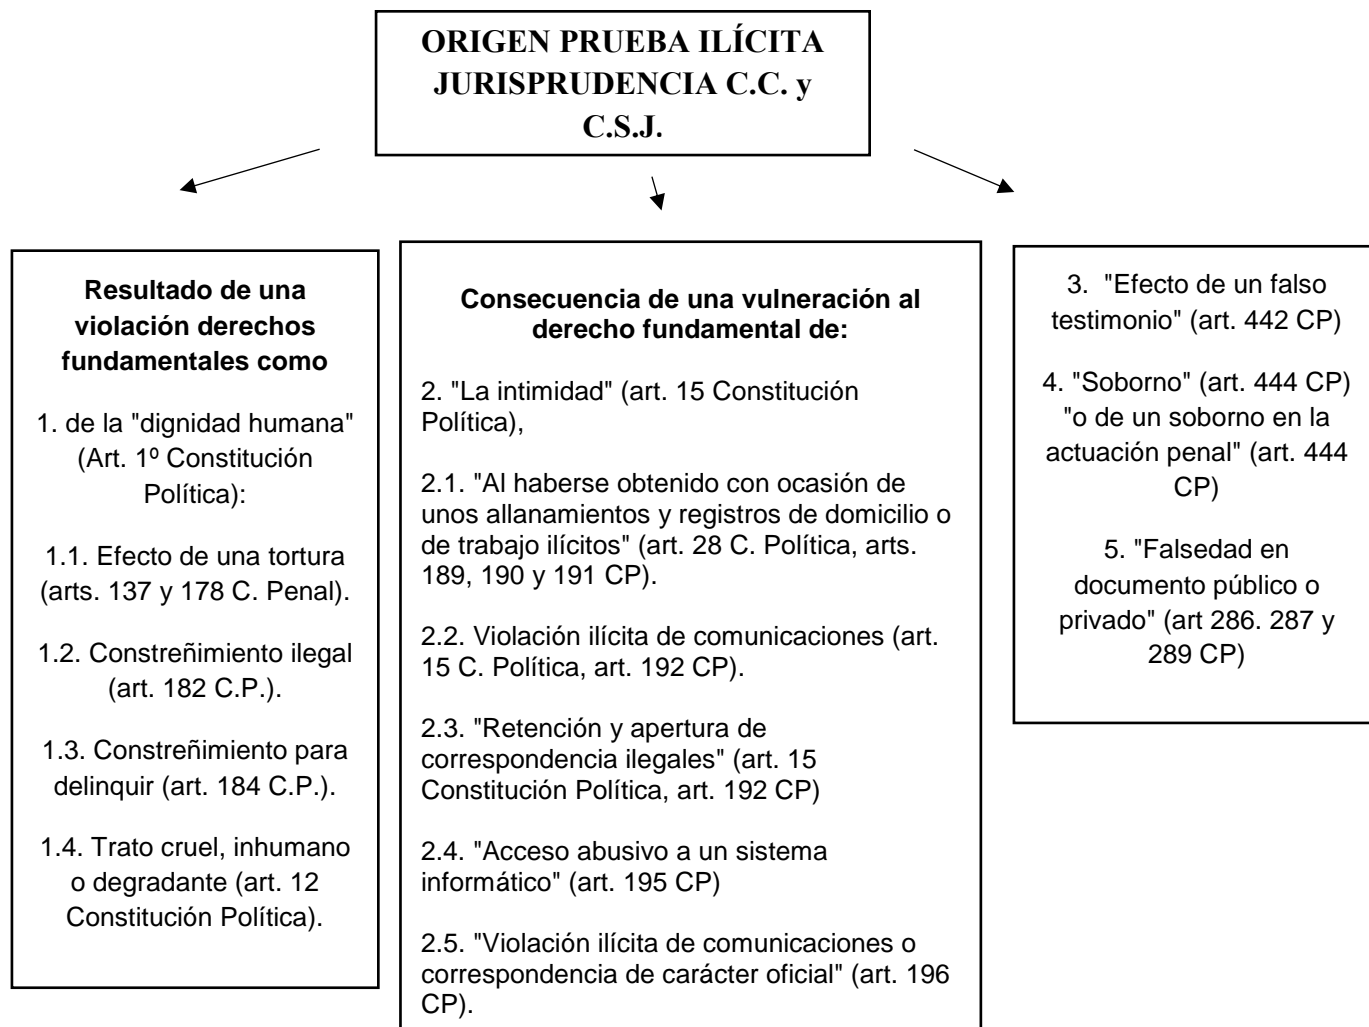 ORIGEN PRUEBA ILÍCITA
JURISPRUDENCIA C.C. y
C.S.J.
Resultado de una
violación derechos
fundamentales como
1. de la "dignidad humana"
(Art. 1º Constitución
Política):
1.1. Efecto de una tortura
(arts. 137 y 178 C. Penal).
1.2. Constreñimiento ilegal
(art. 182 C.P.).
1.3. Constreñimiento para
delinquir (art. 184 C.P.).
1.4. Trato cruel, inhumano
o degradante (art. 12
Constitución Política).
Consecuencia de una vulneración al
derecho fundamental de:
2. "La intimidad" (art. 15 Constitución
Política),
2.1. "Al haberse obtenido con ocasión de
unos allanamientos y registros de domicilio o
de trabajo ilícitos" (art. 28 C. Política, arts.
189, 190 y 191 CP).
2.2. Violación ilícita de comunicaciones (art.
15 C. Política, art. 192 CP).
2.3. "Retención y apertura de
correspondencia ilegales" (art. 15
Constitución Política, art. 192 CP)
2.4. "Acceso abusivo a un sistema
informático" (art. 195 CP)
2.5. "Violación ilícita de comunicaciones o
correspondencia de carácter oficial" (art. 196
CP).
3. "Efecto de un falso
testimonio" (art. 442 CP)
4. "Soborno" (art. 444 CP)
"o de un soborno en la
actuación penal" (art. 444
CP)
5. "Falsedad en
documento público o
privado" (art 286. 287 y
289 CP)